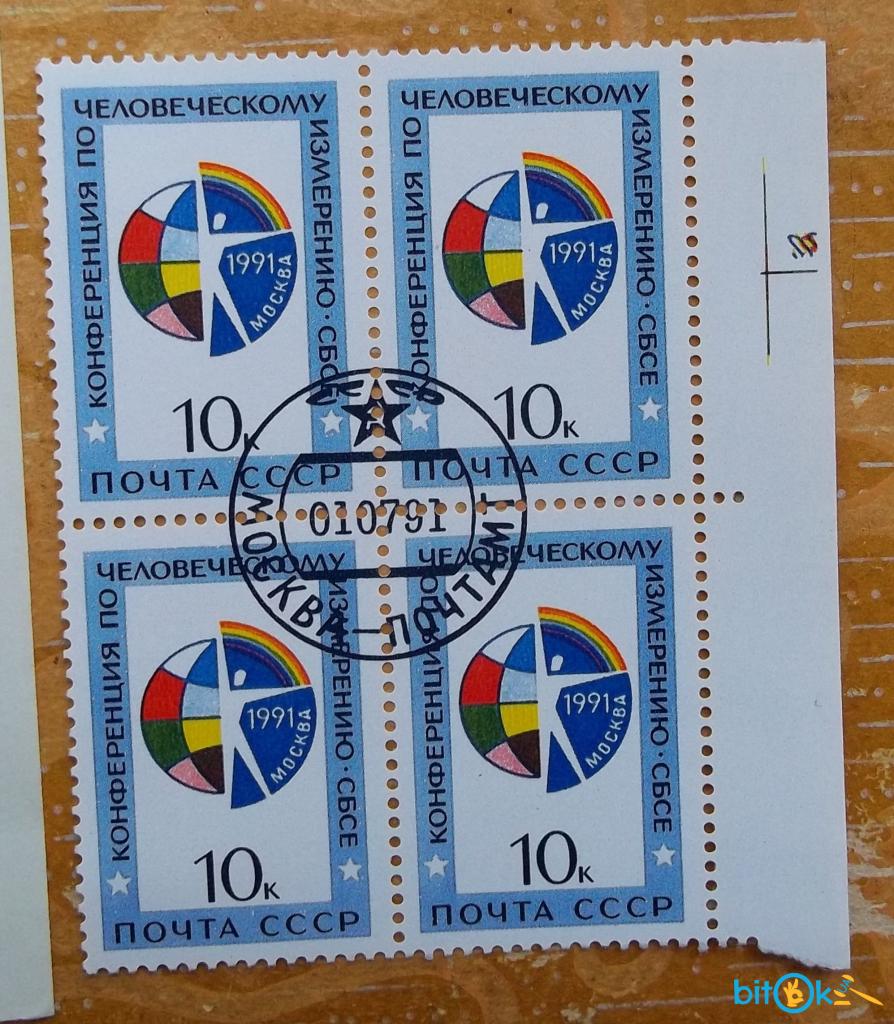 КОНФЕРЕНЦИЯ ПО ЧЕЛОВЕЧЕСКОМУ ИЗМЕРЕНИЮ · СБСЕ
1991
МОСКВА
10к
ПОЧТА СССР
КОНФЕРЕНЦИЯ ПО ЧЕЛОВЕЧЕСКОМУ ИЗМЕРЕНИЮ · СБСЕ
1991
МОСКВА
10к
ПОЧТА СССР
СССР
010791
МОСКВА—ПОЧТАМТ
КОНФЕРЕНЦИЯ ПО ЧЕЛОВЕЧЕСКОМУ ИЗМЕРЕНИЮ · СБСЕ
1991
МОСКВА
10к
ПОЧТА СССР
КОНФЕРЕНЦИЯ ПО ЧЕЛОВЕЧЕСКОМУ ИЗМЕРЕНИЮ · СБСЕ
1991
МОСКВА
10к
ПОЧТА СССР
bitOk